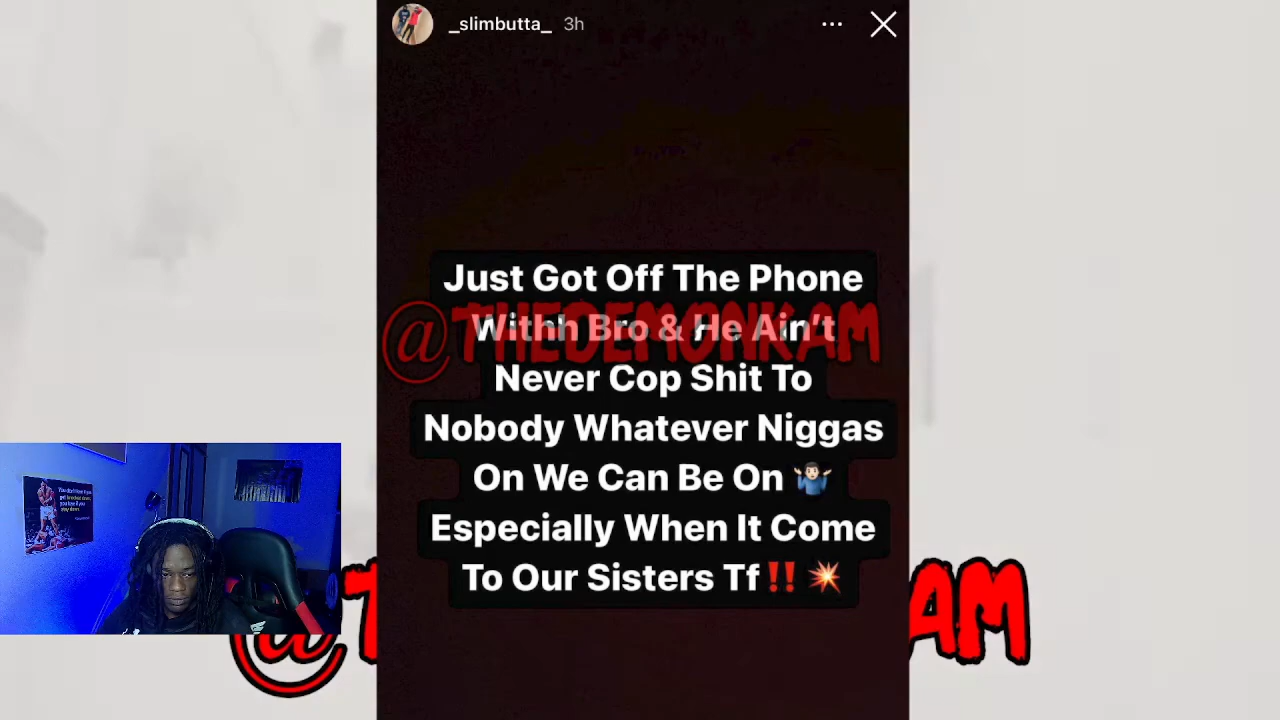 _slimbutta_ 3h
Just Got Off The Phone
@THEDEMONKAM
Withh Bro & He Ain't
Never Cop Shit To
Nobody Whatever Niggas
On We Can Be On 🤷🏻‍♂️
Especially When It Come
To Our Sisters Tf‼️ 💥